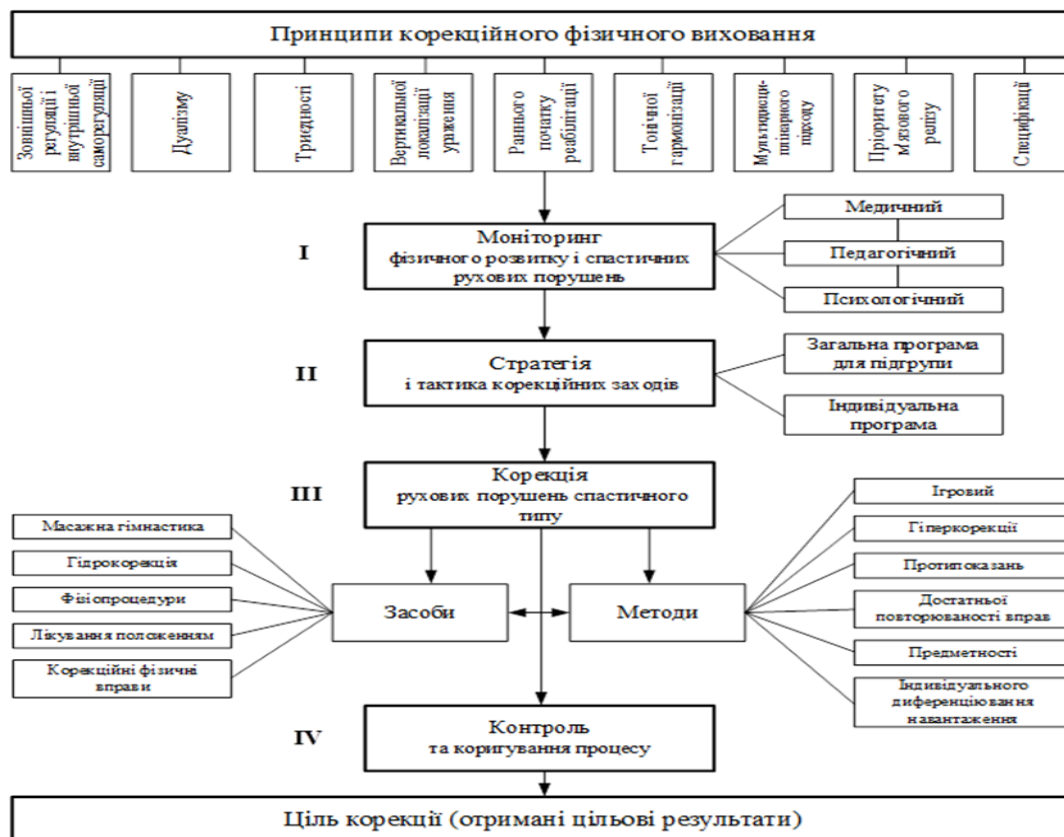 Принципи корекційного фізичного виховання
Зовнішньої
регуляції і
внутрішньої
саморегуляції
Дуалізму
Триєдності
Вертикальної
локалізації
ураження
Раннього
початку
реабілітації
Тонічної
гармонізації
Мультидисци-
плінарного
підходу
Пріоритету
м'язового
релізу
Специфікації
I
Моніторинг
фізичного розвитку і спастичних
рухових порушень
Медичний
Педагогічний
Психологічний
II
Стратегія
і тактика корекційних заходів
Загальна програма
для підгрупи
Індивідуальна
програма
III
Корекція
рухових порушень спастичного
типу
Масажна гімнастика
Гідрокорекція
Фізіопроцедури
Лікування положенням
Корекційні фізичні
вправи
Засоби
Методи
Ігровий
Гіперкорекції
Протипоказань
Достатньої
повторюваності вправ
Предметності
Індивідуального
диференціювання
навантаження
IV
Контроль
та коригування процесу
Ціль корекції (отримані цільові результати)